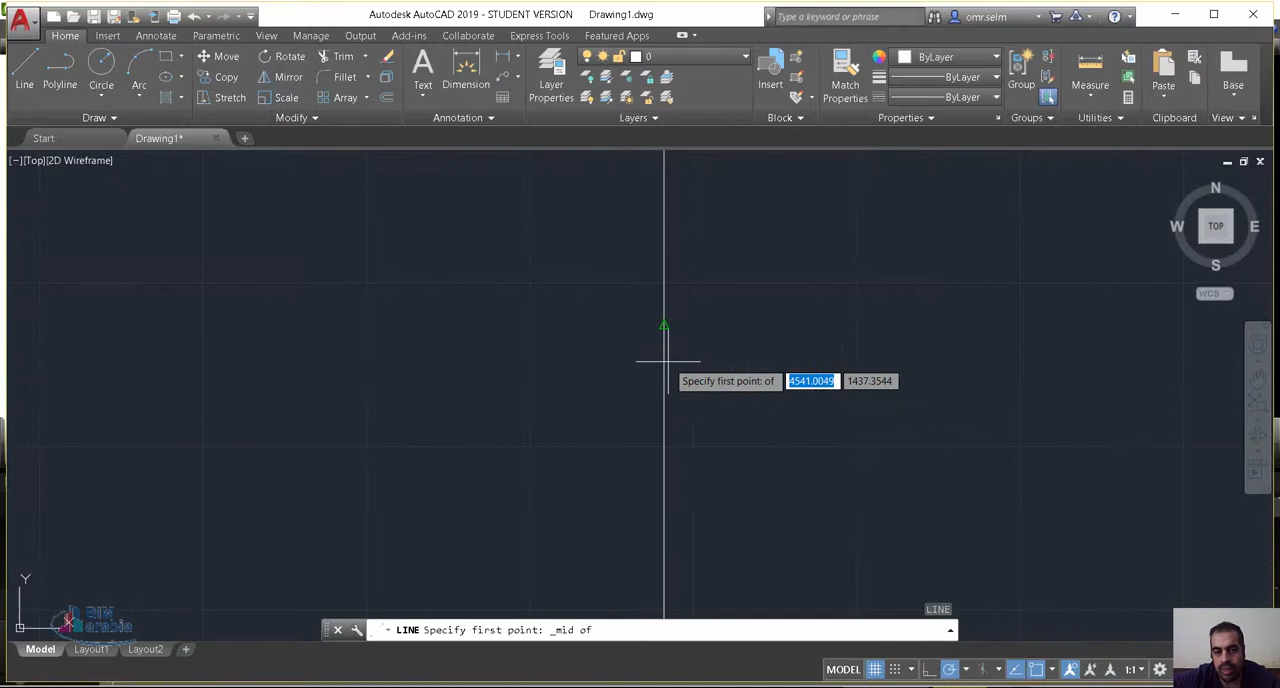 Autodesk AutoCAD 2019 - STUDENT VERSION Drawing1.dwg
Type a keyword or phrase
omr.selm
Home Insert Annotate Parametric View Manage Output Add-ins Collaborate Express Tools Featured Apps
Line Polyline Circle Arc
Move Rotate Trim
Copy Mirror Fillet
Stretch Scale Array
Text Dimension
Layer Properties
0
Insert
Match Properties
ByLayer
ByLayer
ByLayer
Group
Measure
Paste
Base
Draw Modify Annotation Layers Block Properties Groups Utilities Clipboard View
Start Drawing1*
[−][Top][2D Wireframe]
N
W TOP E
S
WCS
Specify first point: of 4541.0049 1437.3544
Y
X
BIM
arabia
LINE
LINE Specify first point: _mid of
Model Layout1 Layout2
MODEL 1:1